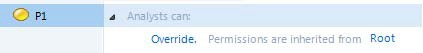 P1 Analysts can:
Override. Permissions are inherited from Root